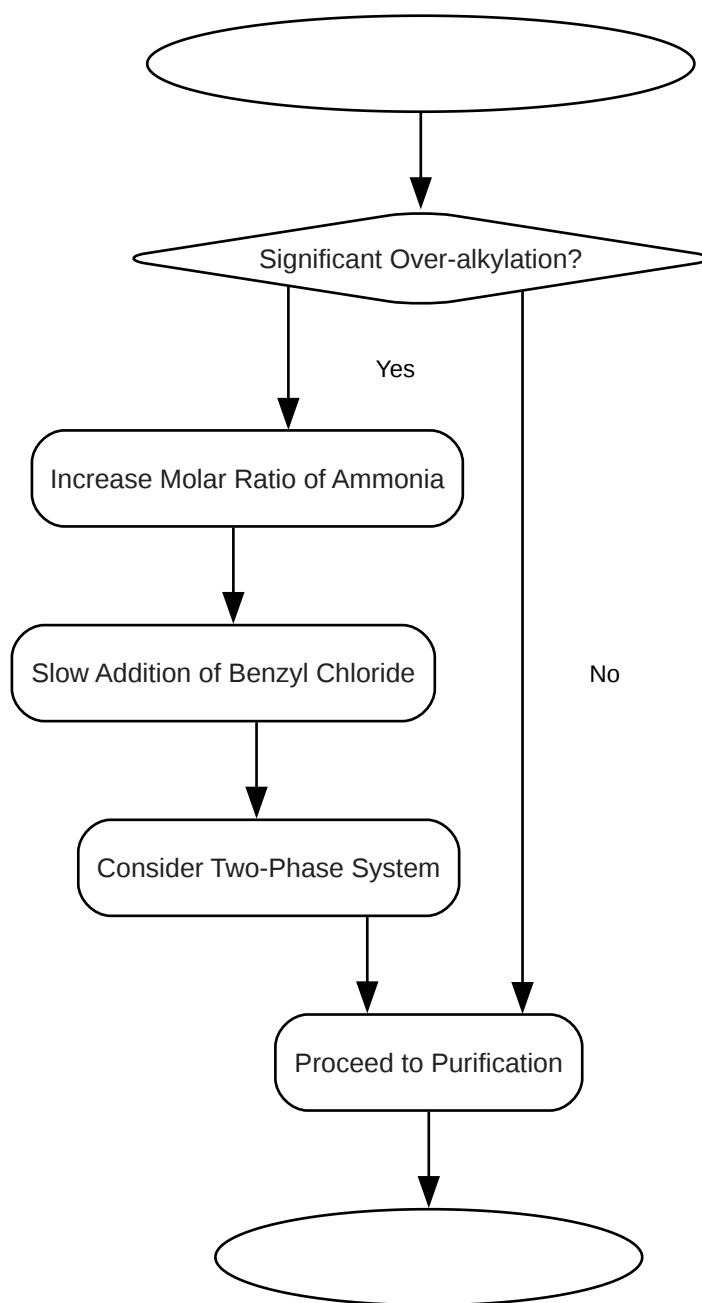 Significant Over-alkylation?
Yes
Increase Molar Ratio of Ammonia
Slow Addition of Benzyl Chloride
No
Consider Two-Phase System
Proceed to Purification